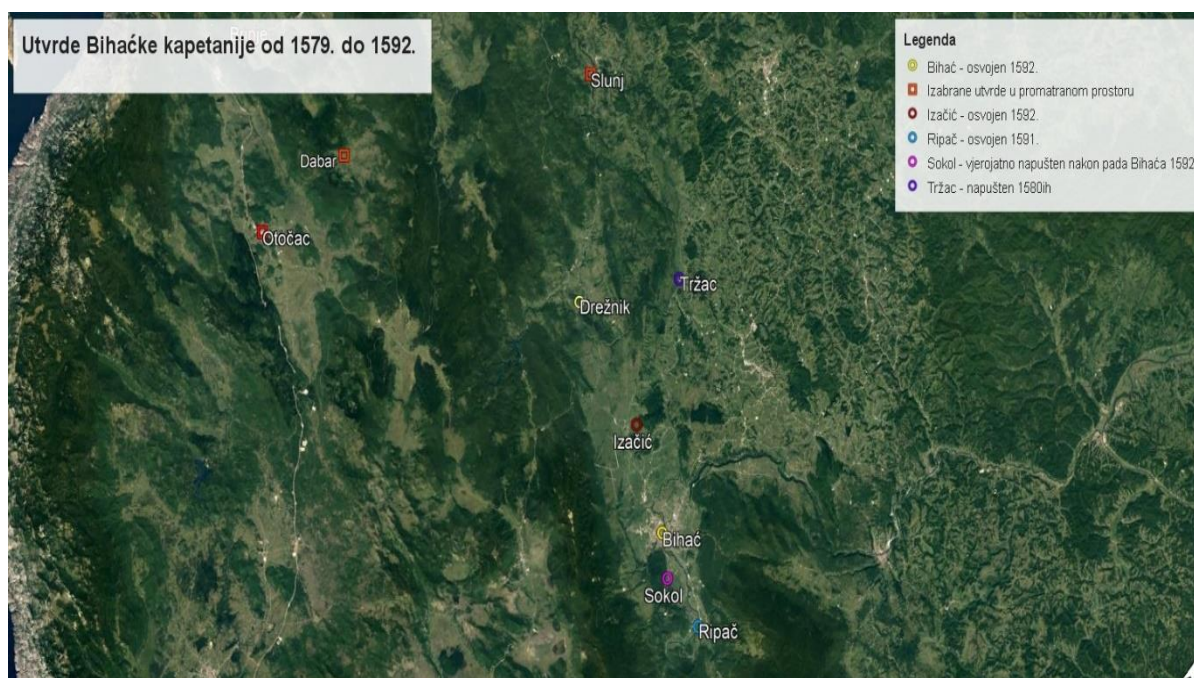 Utvrde Bihaćke kapetanije od 1579. do 1592.
Legenda
Bihać - osvojen 1592.
Izabrane utvrde u promatranom prostoru
Izačić - osvojen 1592.
Ripač - osvojen 1591.
Sokol - vjerojatno napušten nakon pada Bihaća 1592
Tržac - napušten 1580ih
Slunj
Dabar
Otočac
Tržac
Drežnik
Izačić
Bihać
Sokol
Ripač